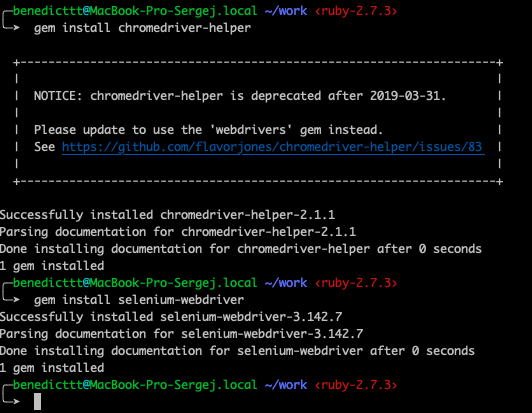 benedicttt@MacBook-Pro-Sergej.local ~/work ‹ruby-2.7.3›
gem install chromedriver-helper
NOTICE: chromedriver-helper is deprecated after 2019-03-31.
Please update to use the 'webdrivers' gem instead.
See https://github.com/flavorjones/chromedriver-helper/issues/83
Successfully installed chromedriver-helper-2.1.1
Parsing documentation for chromedriver-helper-2.1.1
Done installing documentation for chromedriver-helper after 0 seconds
1 gem installed
benedicttt@MacBook-Pro-Sergej.local ~/work ‹ruby-2.7.3›
gem install selenium-webdriver
Successfully installed selenium-webdriver-3.142.7
Parsing documentation for selenium-webdriver-3.142.7
Done installing documentation for selenium-webdriver after 0 seconds
1 gem installed
benedicttt@MacBook-Pro-Sergej.local ~/work ‹ruby-2.7.3›